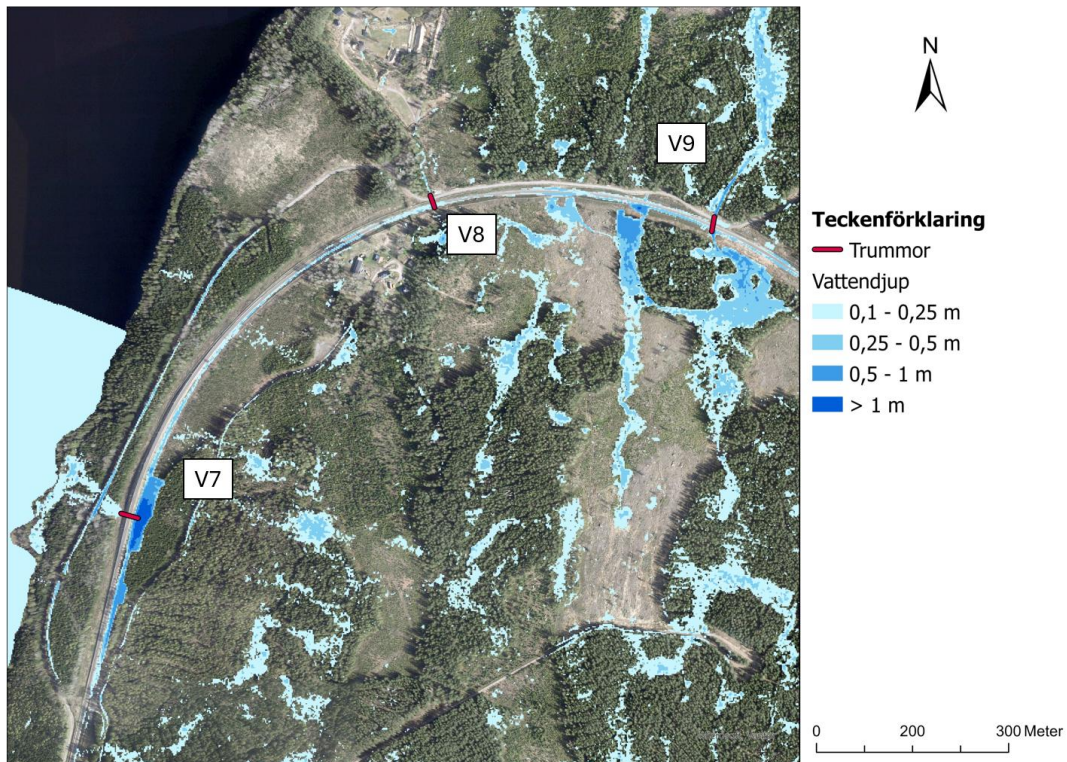 N
V9
V8
V7
Teckenförklaring
Trummor
Vattendjup
0,1 - 0,25 m
0,25 - 0,5 m
0,5 - 1 m
> 1 m
0 200 300 Meter